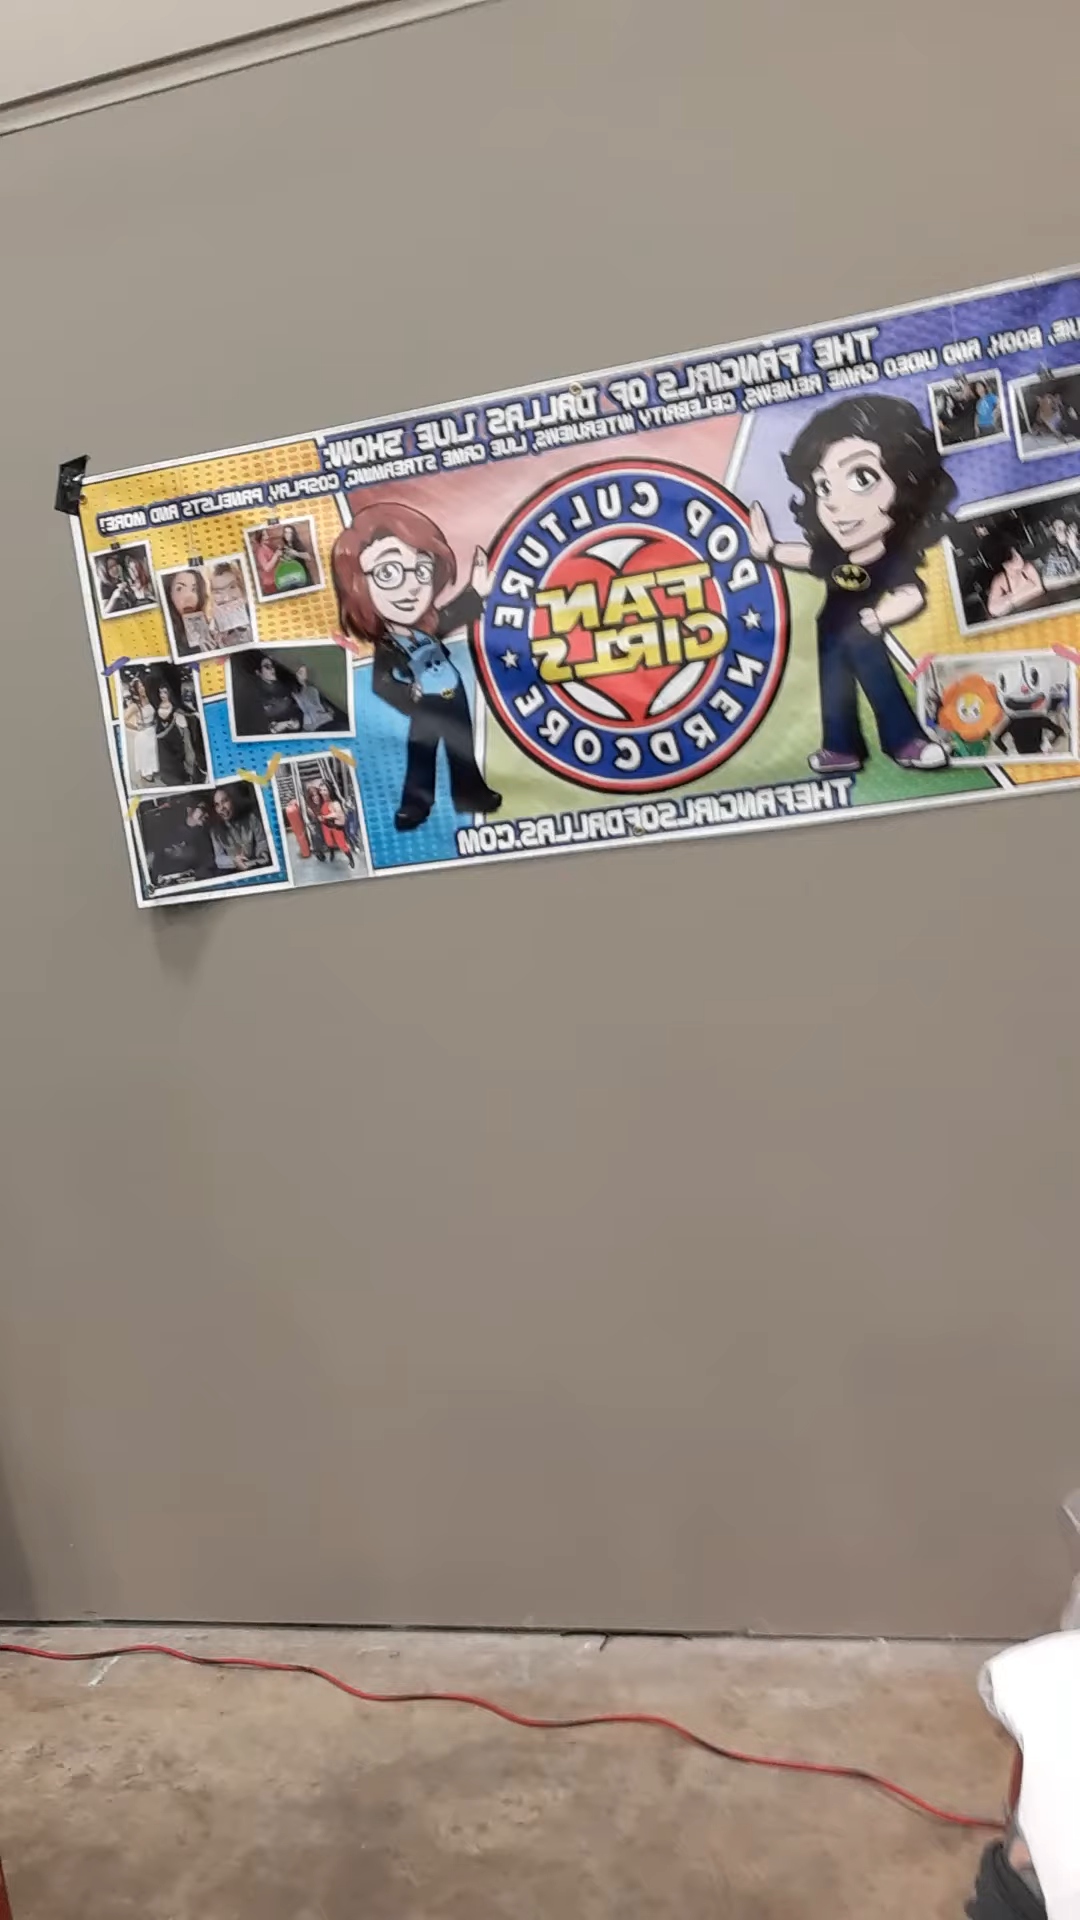 THE FANGIRLS OF DALLAS LIVE SHOW:
BOOK, AND VIDEO GAME REVIEWS, CELEBRITY INTERVIEWS, LIVE GAME STREAMING, COSPLAY, PANELISTS AND MORE!
POP CULTURE
FAN
GIRLS
NERDCORE
THEFANGIRLSOFDALLAS.COM